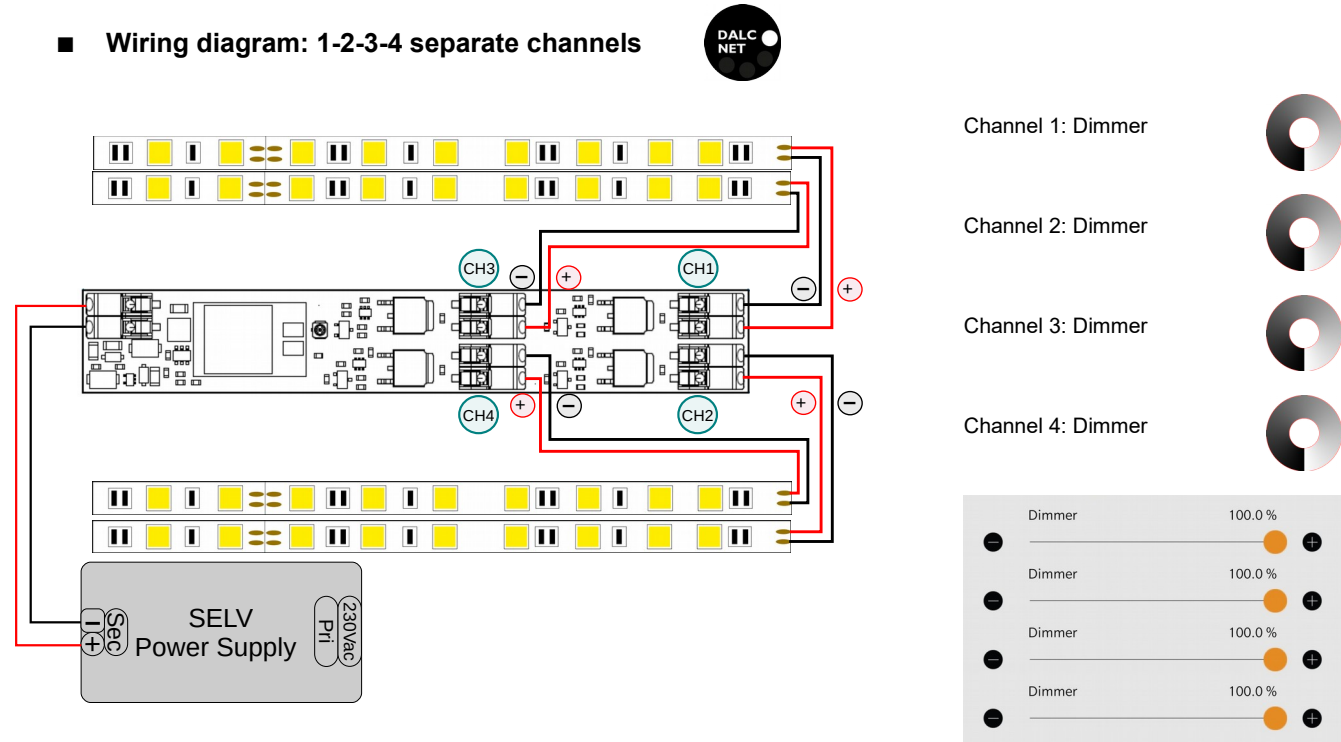 ■ Wiring diagram: 1-2-3-4 separate channels
DALC
NET
Channel 1: Dimmer
Channel 2: Dimmer
Channel 3: Dimmer
Channel 4: Dimmer
CH3
−
+
CH1
−
+
CH4
+
−
CH2
+
−
− Sec
+
SELV
Power Supply
Pri
230Vac
Dimmer 100.0 %
− +
Dimmer 100.0 %
− +
Dimmer 100.0 %
− +
Dimmer 100.0 %
− +